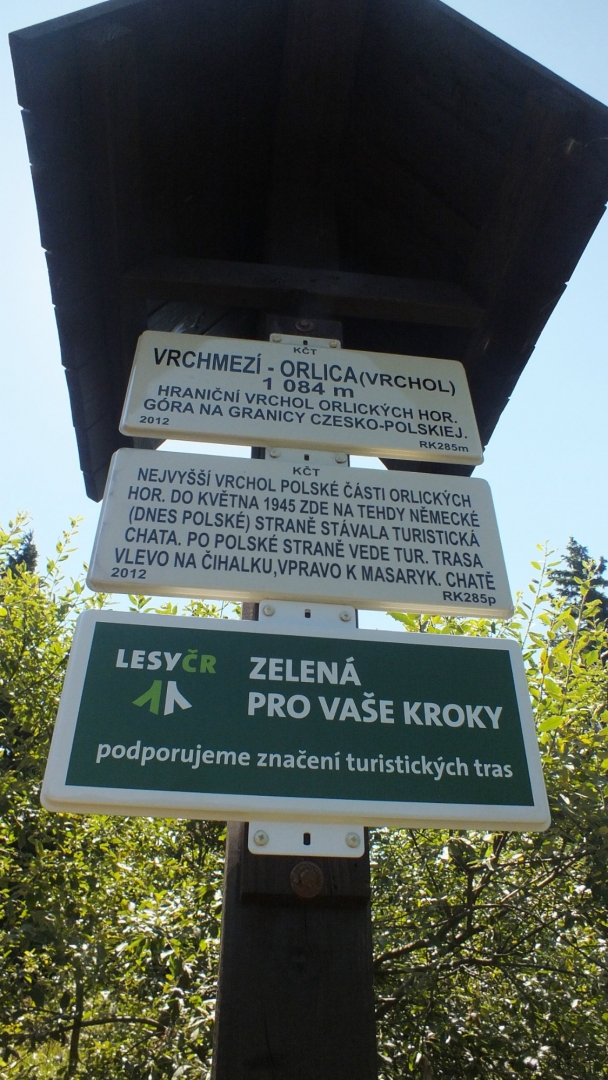 KČT
VRCHMEZÍ - ORLICA(VRCHOL)
1 084 m
HRANIČNÍ VRCHOL ORLICKÝCH HOR.
GÓRA NA GRANICY CZESKO-POLSKIEJ.
2012 RK285m
KČT
NEJVYŠŠÍ VRCHOL POLSKÉ ČÁSTI ORLICKÝCH
HOR. DO KVĚTNA 1945 ZDE NA TEHDY NĚMECKÉ
(DNES POLSKÉ) STRANĚ STÁVALA TURISTICKÁ
CHATA. PO POLSKÉ STRANĚ VEDE TUR. TRASA
VLEVO NA ČIHALKU,VPRAVO K MASARYK. CHATĚ
2012 RK285p
LESYČR
ZELENÁ
PRO VAŠE KROKY
podporujeme značení turistických tras